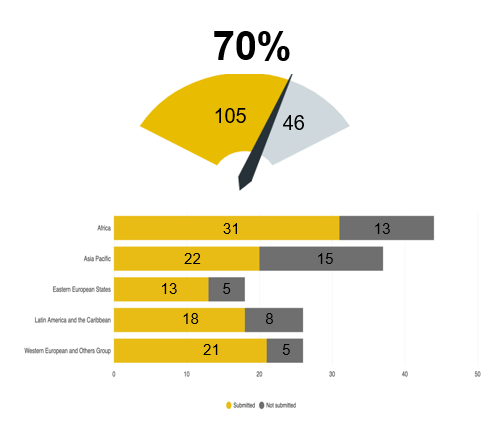 70%
105
46
Africa 31 13
Asia Pacific 22 15
Eastern European States 13 5
Latin America and the Caribbean 18 8
Western European and Others Group 21 5
0 10 20 30 40 50
Submitted Not submitted